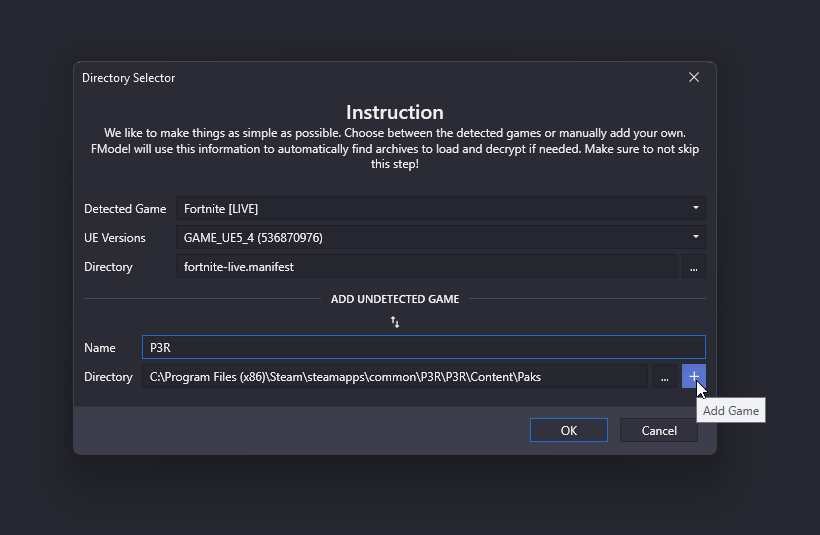 Directory Selector
Instruction
We like to make things as simple as possible. Choose between the detected games or manually add your own.
FModel will use this information to automatically find archives to load and decrypt if needed. Make sure to not skip
this step!
Detected Game Fortnite [LIVE]
UE Versions GAME_UE5_4 (536870976)
Directory fortnite-live.manifest ...
ADD UNDETECTED GAME
Name P3R
Directory C:\Program Files (x86)\Steam\steamapps\common\P3R\P3R\Content\Paks ... +
Add Game
OK Cancel